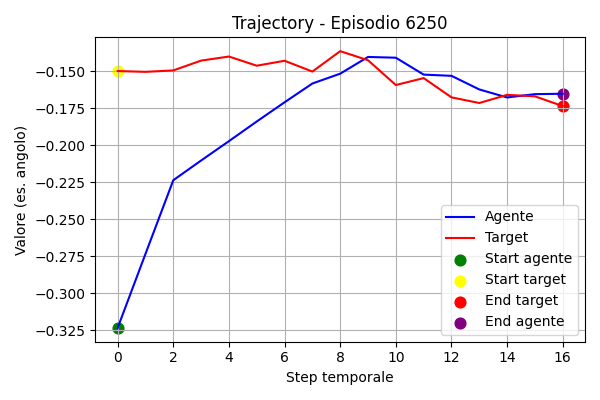 Trajectory - Episodio 6250
Valore (es. angolo)
−0.150
−0.175
−0.200
−0.225
−0.250
−0.275
−0.300
−0.325
0 2 4 6 8 10 12 14 16
Step temporale
Agente
Target
Start agente
Start target
End target
End agente